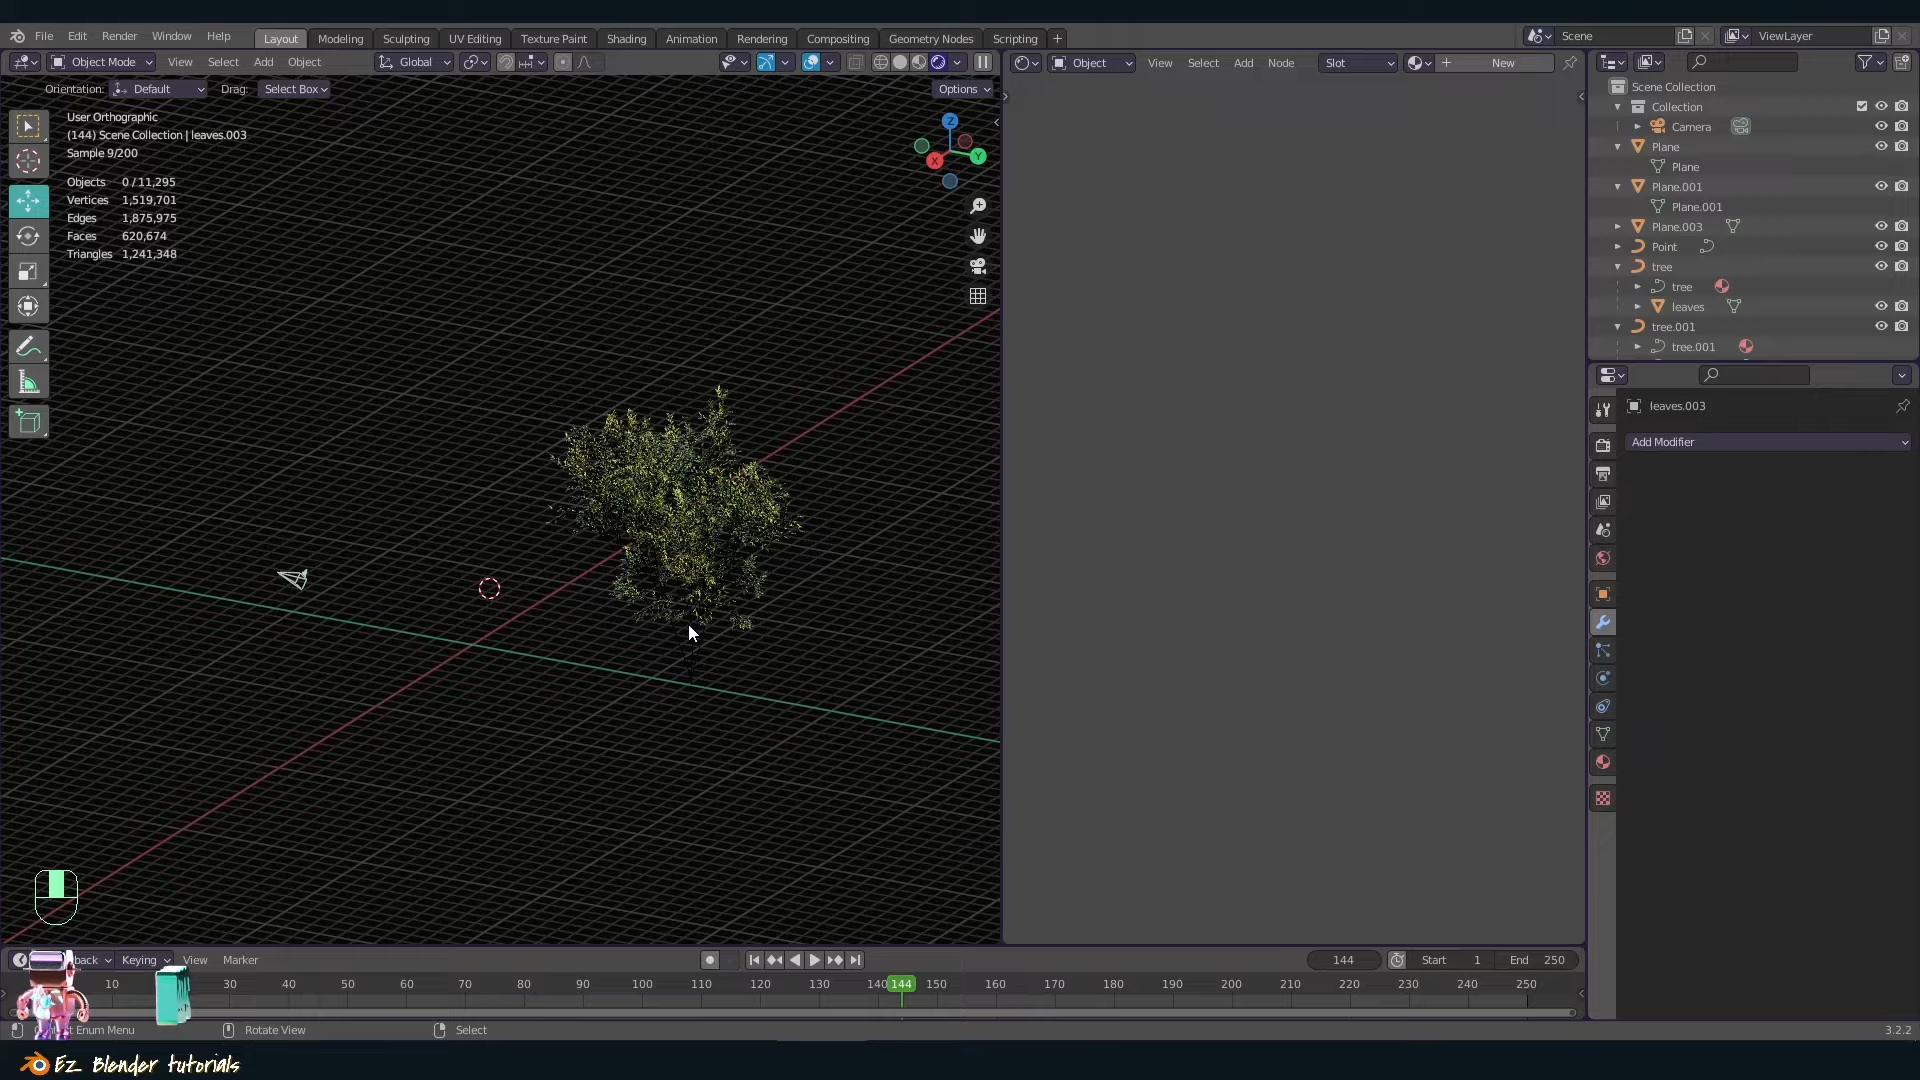 File Edit Render Window Help Layout Modeling Sculpting UV Editing Texture Paint Shading Animation Rendering Compositing Geometry Nodes Scripting + Scene ViewLayer
Object Mode View Select Add Object Global Object View Select Add Node Slot New
Orientation: Default Drag: Select Box Options
User Orthographic
(144) Scene Collection | leaves.003
Sample 9/200
Objects 0 / 11,295
Vertices 1,519,701
Edges 1,875,975
Faces 620,674
Triangles 1,241,348
Z
Y
X
Scene Collection
Collection
Camera
Plane
Plane
Plane.001
Plane.001
Plane.003
Point
tree
tree
leaves
tree.001
tree.001
leaves.003
Add Modifier
back Keying View Marker 144 Start 1 End 250
10 30 40 50 60 70 80 90 100 110 120 130 140 144 150 160 170 180 190 200 210 220 230 240 250
Enum Menu Rotate View Select 3.2.2
Ez Blender tutorials